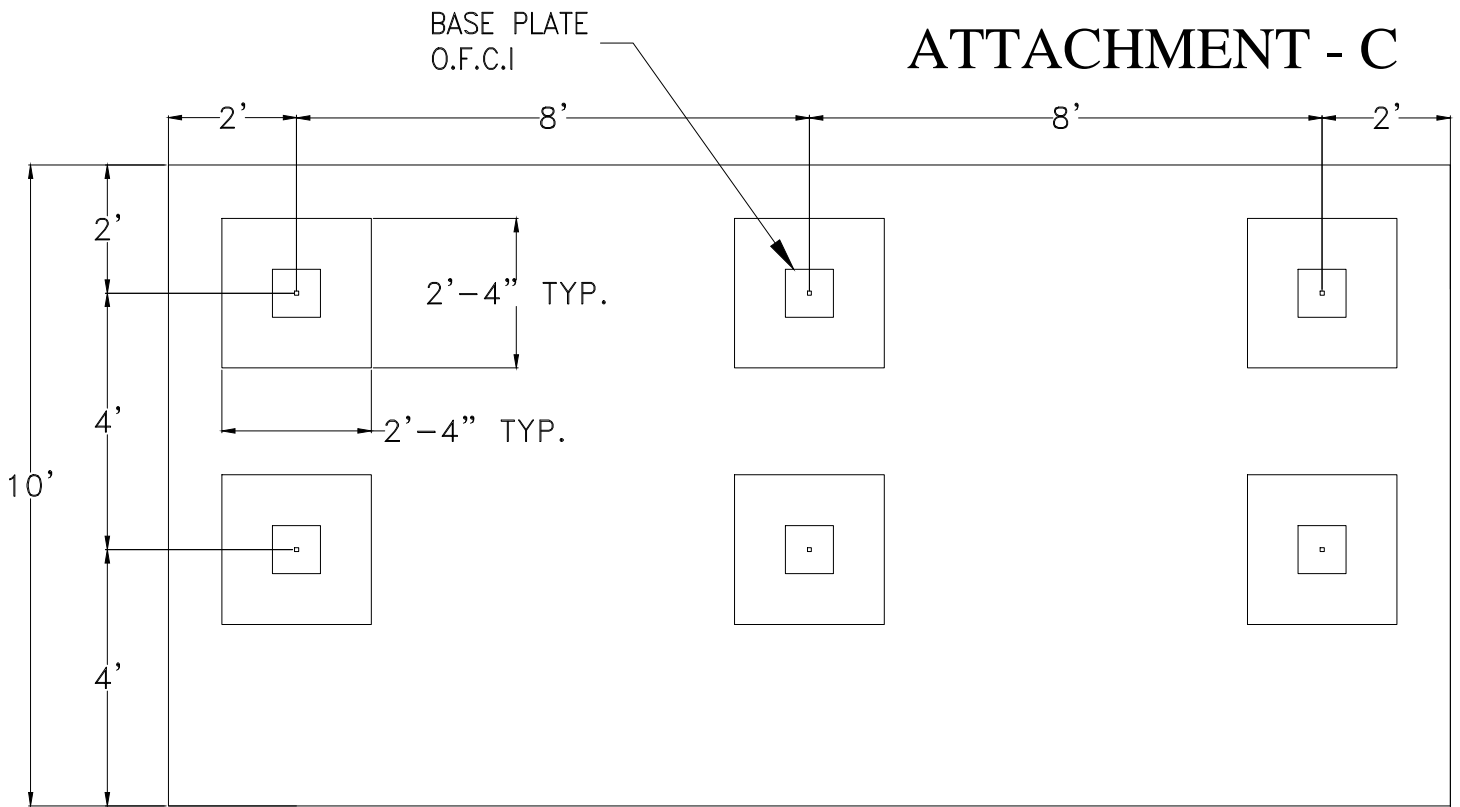 BASE PLATE
O.F.C.I
ATTACHMENT - C
2'
8'
8'
2'
2'
2'-4" TYP.
4'
2'-4" TYP.
10'
4'